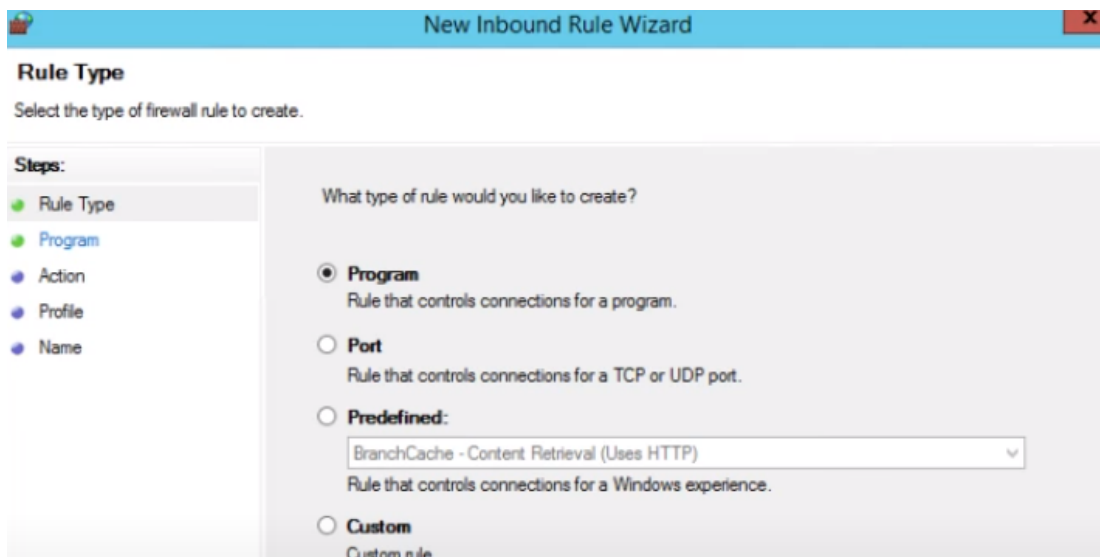 New Inbound Rule Wizard
x
Rule Type
Select the type of firewall rule to create.
Steps:
Rule Type
Program
Action
Profile
Name
What type of rule would you like to create?
Program
Rule that controls connections for a program.
Port
Rule that controls connections for a TCP or UDP port.
Predefined:
BranchCache - Content Retrieval (Uses HTTP)
Rule that controls connections for a Windows experience.
Custom
Custom rule.